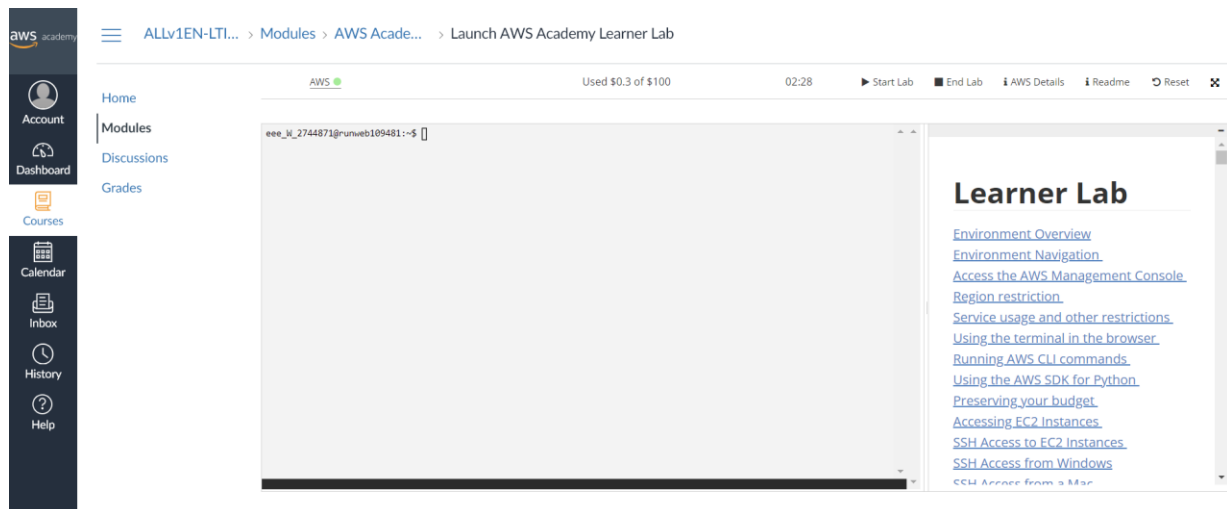 aws academy
ALLv1EN-LTI... › Modules › AWS Acade... › Launch AWS Academy Learner Lab
Account
Dashboard
Courses
Calendar
Inbox
History
Help
Home
Modules
Discussions
Grades
AWS
Used $0.3 of $100
02:28
Start Lab
End Lab
AWS Details
Readme
Reset
eee_W_2744871@runweb109481:~$
Learner Lab
Environment Overview
Environment Navigation
Access the AWS Management Console
Region restriction
Service usage and other restrictions
Using the terminal in the browser
Running AWS CLI commands
Using the AWS SDK for Python
Preserving your budget
Accessing EC2 Instances
SSH Access to EC2 Instances
SSH Access from Windows
SSH Access from a Mac